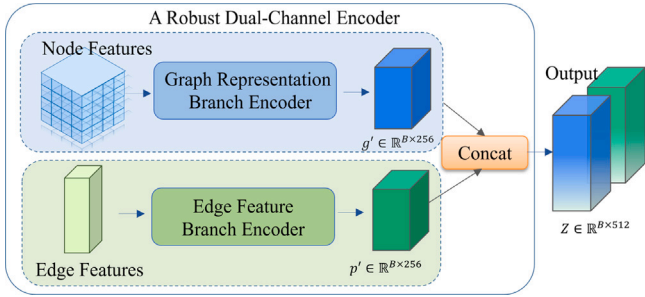 A Robust Dual-Channel Encoder
Node Features
Graph Representation
Branch Encoder
g′ ∈ ℝ^{B×256}
Output
Concat
Z ∈ ℝ^{B×512}
Edge Feature
Branch Encoder
p′ ∈ ℝ^{B×256}
Edge Features